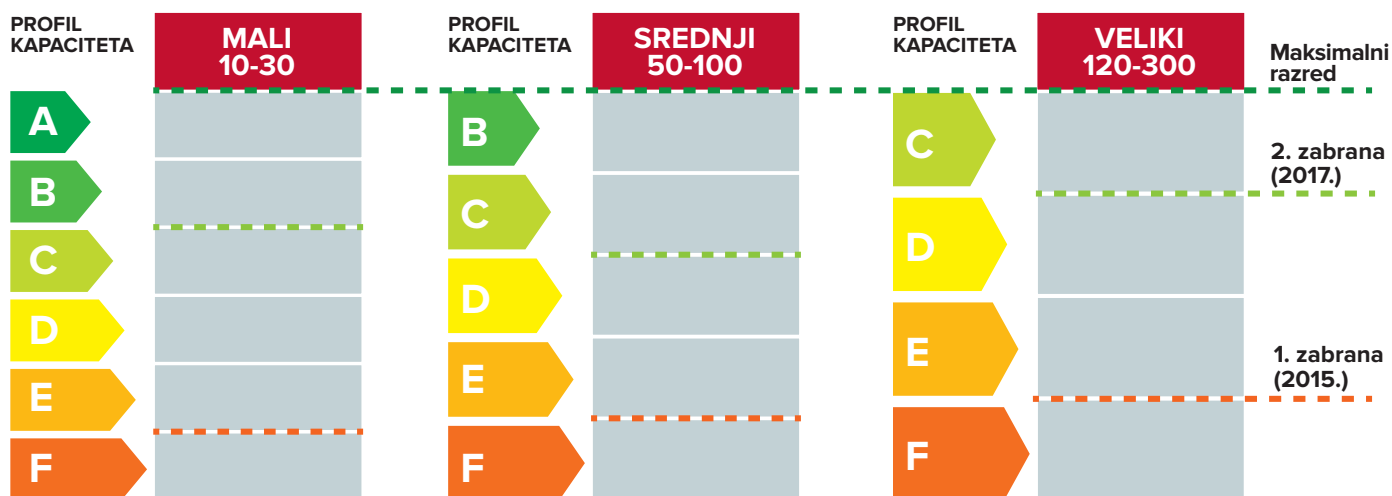 PROFIL
KAPACITETA
MALI
10-30
A
B
C
D
E
F
PROFIL
KAPACITETA
SREDNJI
50-100
B
C
D
E
F
PROFIL
KAPACITETA
VELIKI
120-300
C
D
E
F
Maksimalni
razred
2. zabrana
(2017.)
1. zabrana
(2015.)